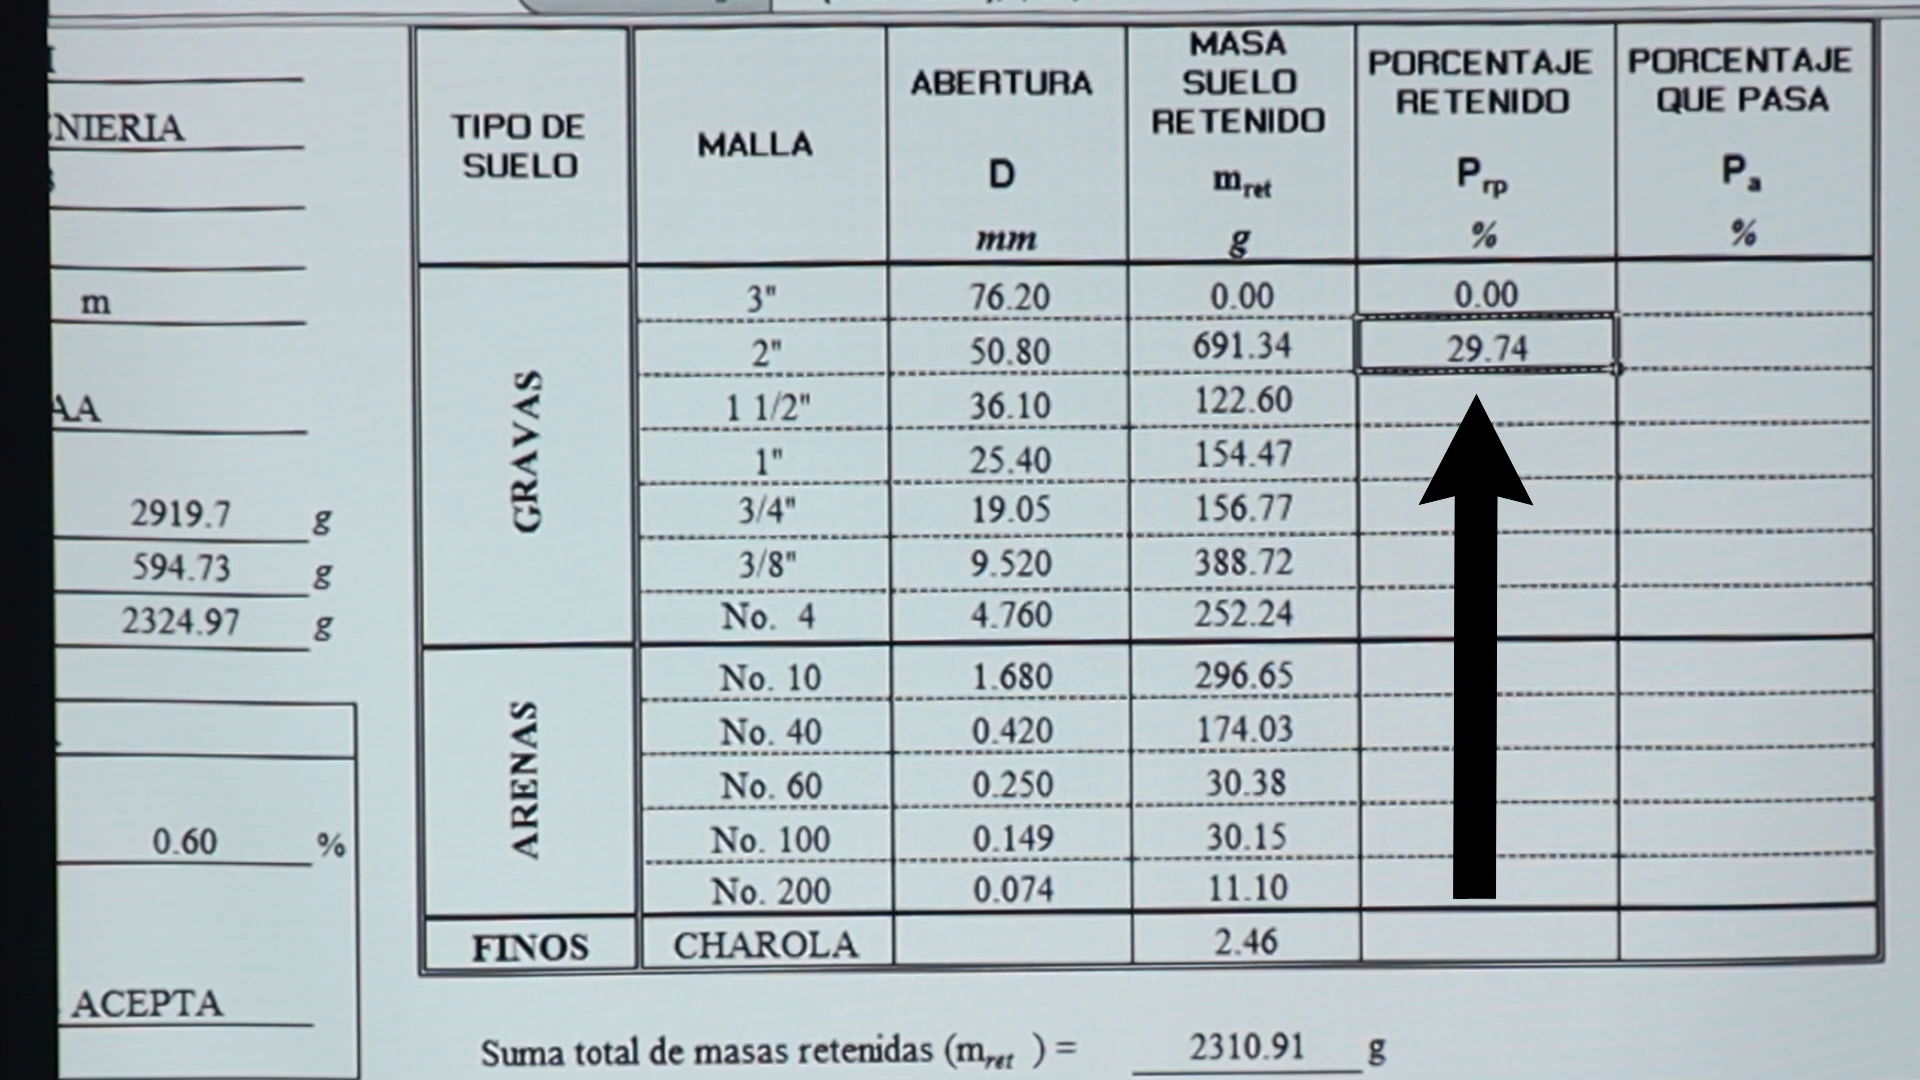 NIERIA
m
AA
2919.7 g
594.73 g
2324.97 g
0.60 %
ACEPTA
TIPO DE SUELO
MALLA
ABERTURA D mm
MASA SUELO RETENIDO mret g
PORCENTAJE RETENIDO Prp %
PORCENTAJE QUE PASA Pa %
GRAVAS
3" 76.20 0.00 0.00
2" 50.80 691.34 29.74
1 1/2" 36.10 122.60
1" 25.40 154.47
3/4" 19.05 156.77
3/8" 9.520 388.72
No. 4 4.760 252.24
ARENAS
No. 10 1.680 296.65
No. 40 0.420 174.03
No. 60 0.250 30.38
No. 100 0.149 30.15
No. 200 0.074 11.10
FINOS CHAROLA 2.46
Suma total de masas retenidas (mret ) = 2310.91 g